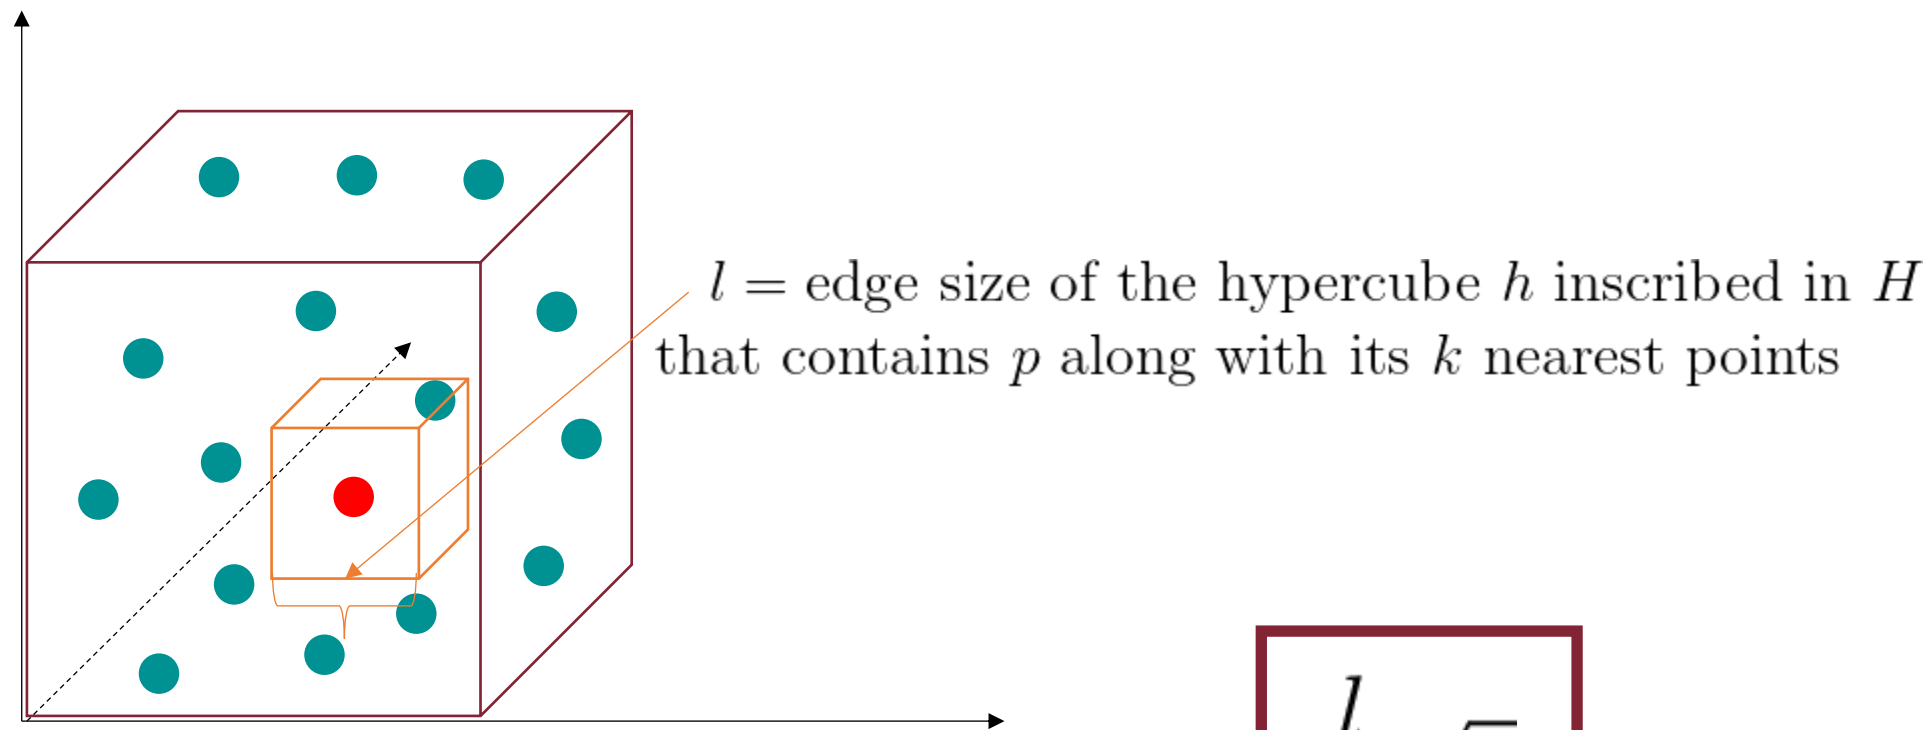 l = edge size of the hypercube h inscribed in H
that contains p along with its k nearest points
l